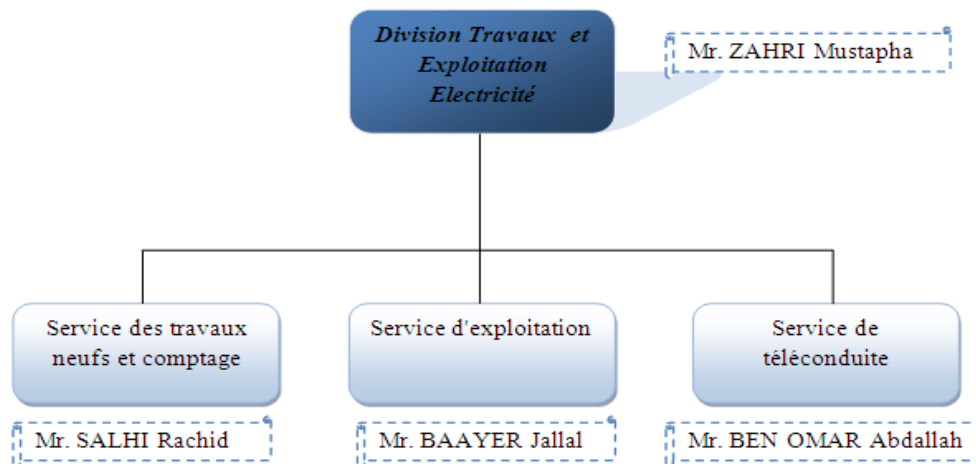 Division Travaux et
Exploitation
Electricité
Mr. ZAHRI Mustapha
Service des travaux
neufs et comptage
Service d'exploitation
Service de
téléconduite
Mr. SALHI Rachid
Mr. BAAYER Jallal
Mr. BEN OMAR Abdallah